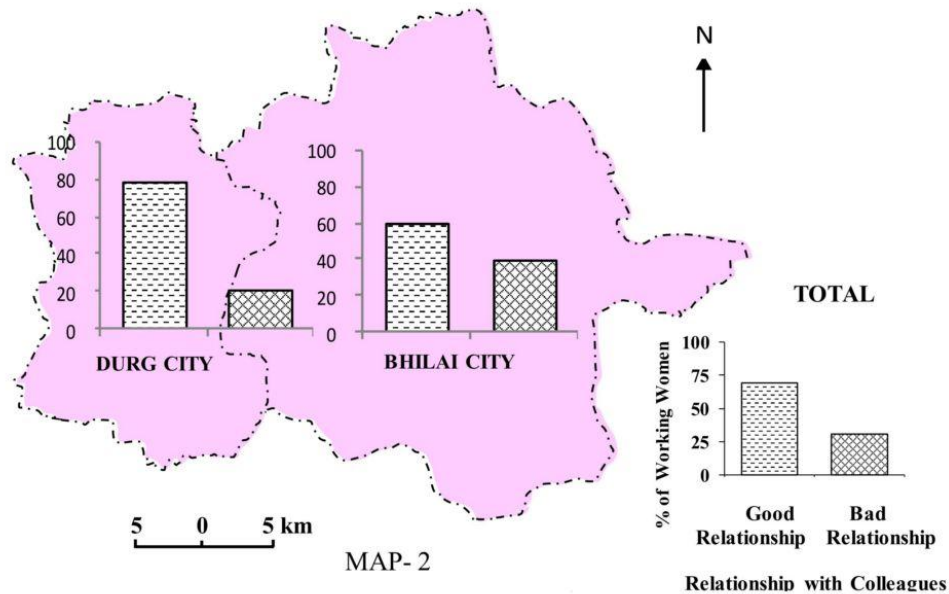 N
100
80
60
40
20
0
DURG CITY
100
80
60
40
20
0
BHILAI CITY
TOTAL
% of Working Women
100
75
50
25
0
Good Relationship
Bad Relationship
Relationship with Colleagues
5 0 5 km
MAP- 2